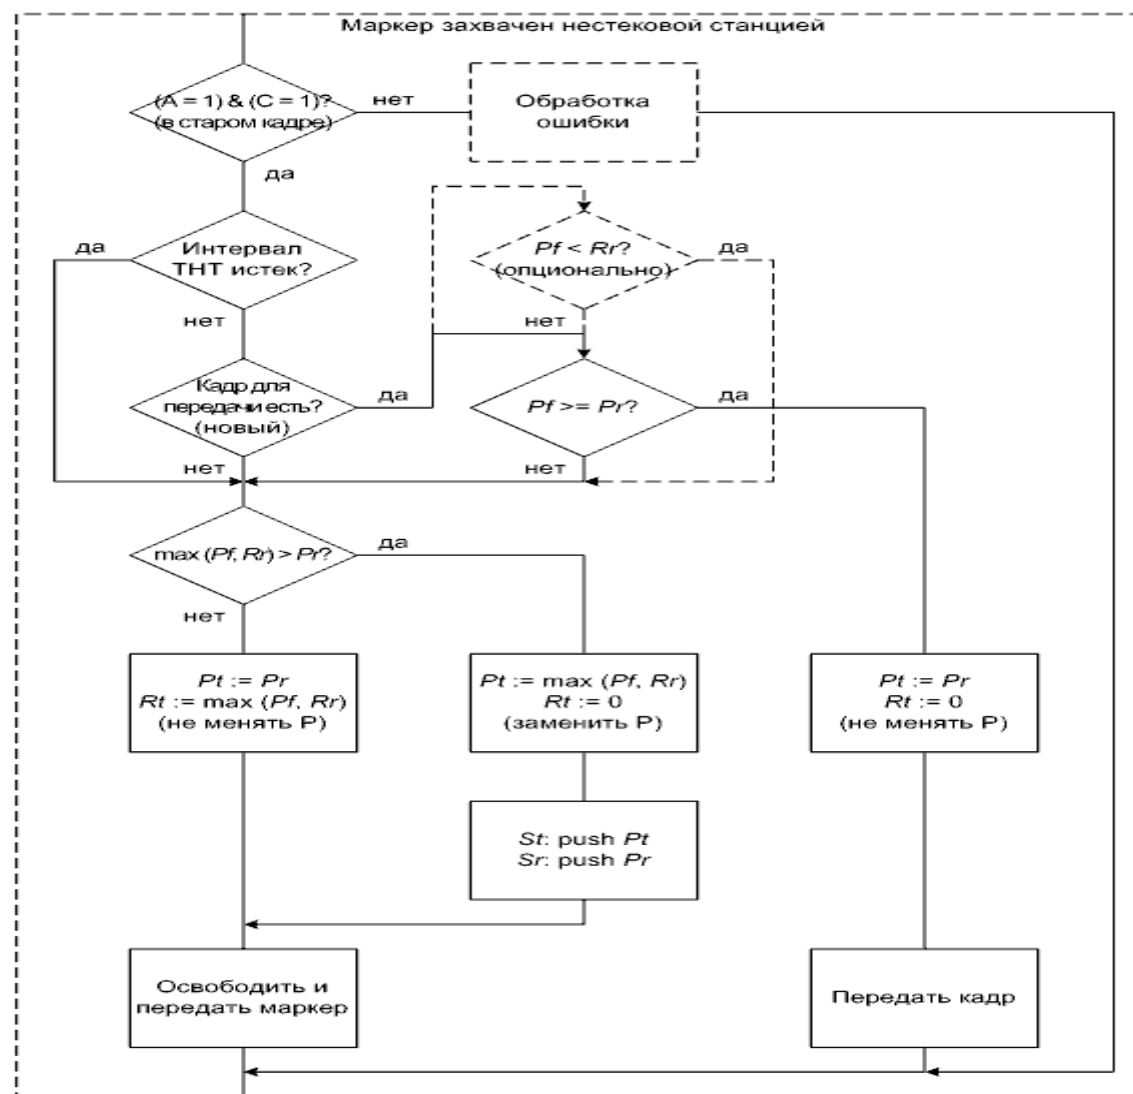 Маркер захвачен нестековой станцией
(A = 1) & (C = 1)?
(в старом кадре)
нет
Обработка
ошибки
да
да
Интервал
ТНТ истек?
Pf < Rr?
(опционально)
да
нет
нет
Кадр для
передачи есть?
(новый)
да
Pf >= Pr?
да
нет
нет
max (Pf, Rr) > Pr?
да
нет
Pt := Pr
Rt := max (Pf, Rr)
(не менять P)
Pt := max (Pf, Rr)
Rt := 0
(заменить P)
Pt := Pr
Rt := 0
(не менять P)
St: push Pt
Sr: push Pr
Освободить и
передать маркер
Передать кадр